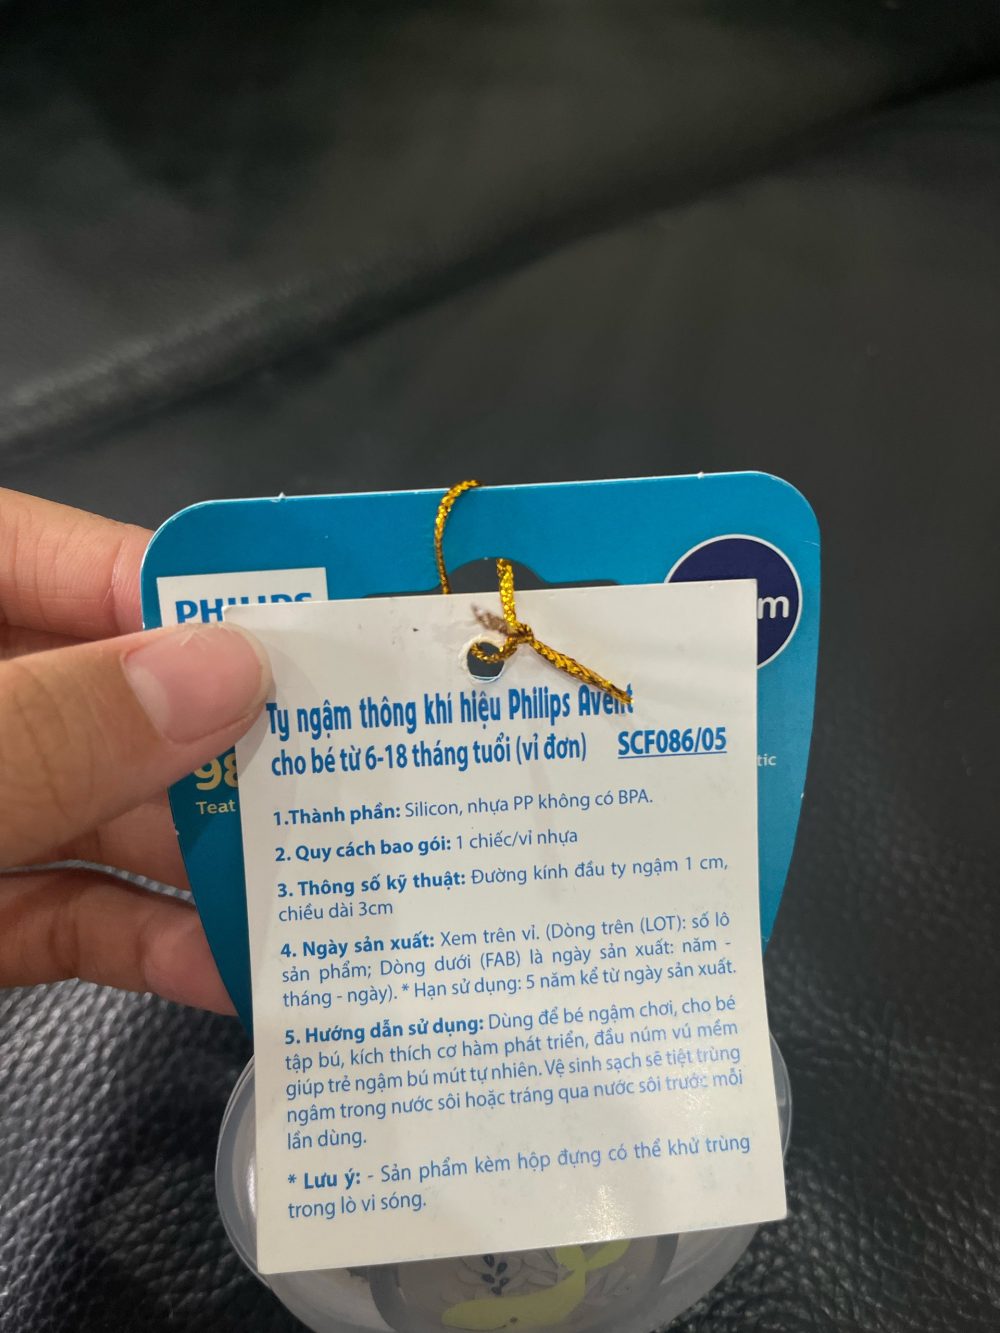 PHILIPS
m
98
Teat
tic
Ty ngậm thông khí hiệu Philips Avent
cho bé từ 6-18 tháng tuổi (vỉ đơn) SCF086/05
1.Thành phần: Silicon, nhựa PP không có BPA.
2. Quy cách bao gói: 1 chiếc/vỉ nhựa
3. Thông số kỹ thuật: Đường kính đầu ty ngậm 1 cm,
chiều dài 3cm
4. Ngày sản xuất: Xem trên vỉ. (Dòng trên (LOT): số lô
sản phẩm; Dòng dưới (FAB) là ngày sản xuất: năm -
tháng - ngày). * Hạn sử dụng: 5 năm kể từ ngày sản xuất.
5. Hướng dẫn sử dụng: Dùng để bé ngậm chơi, cho bé
tập bú, kích thích cơ hàm phát triển, đầu núm vú mềm
giúp trẻ ngậm bú mút tự nhiên. Vệ sinh sạch sẽ tiệt trùng
ngâm trong nước sôi hoặc tráng qua nước sôi trước mỗi
lần dùng.
* Lưu ý: - Sản phẩm kèm hộp đựng có thể khử trùng
trong lò vi sóng.